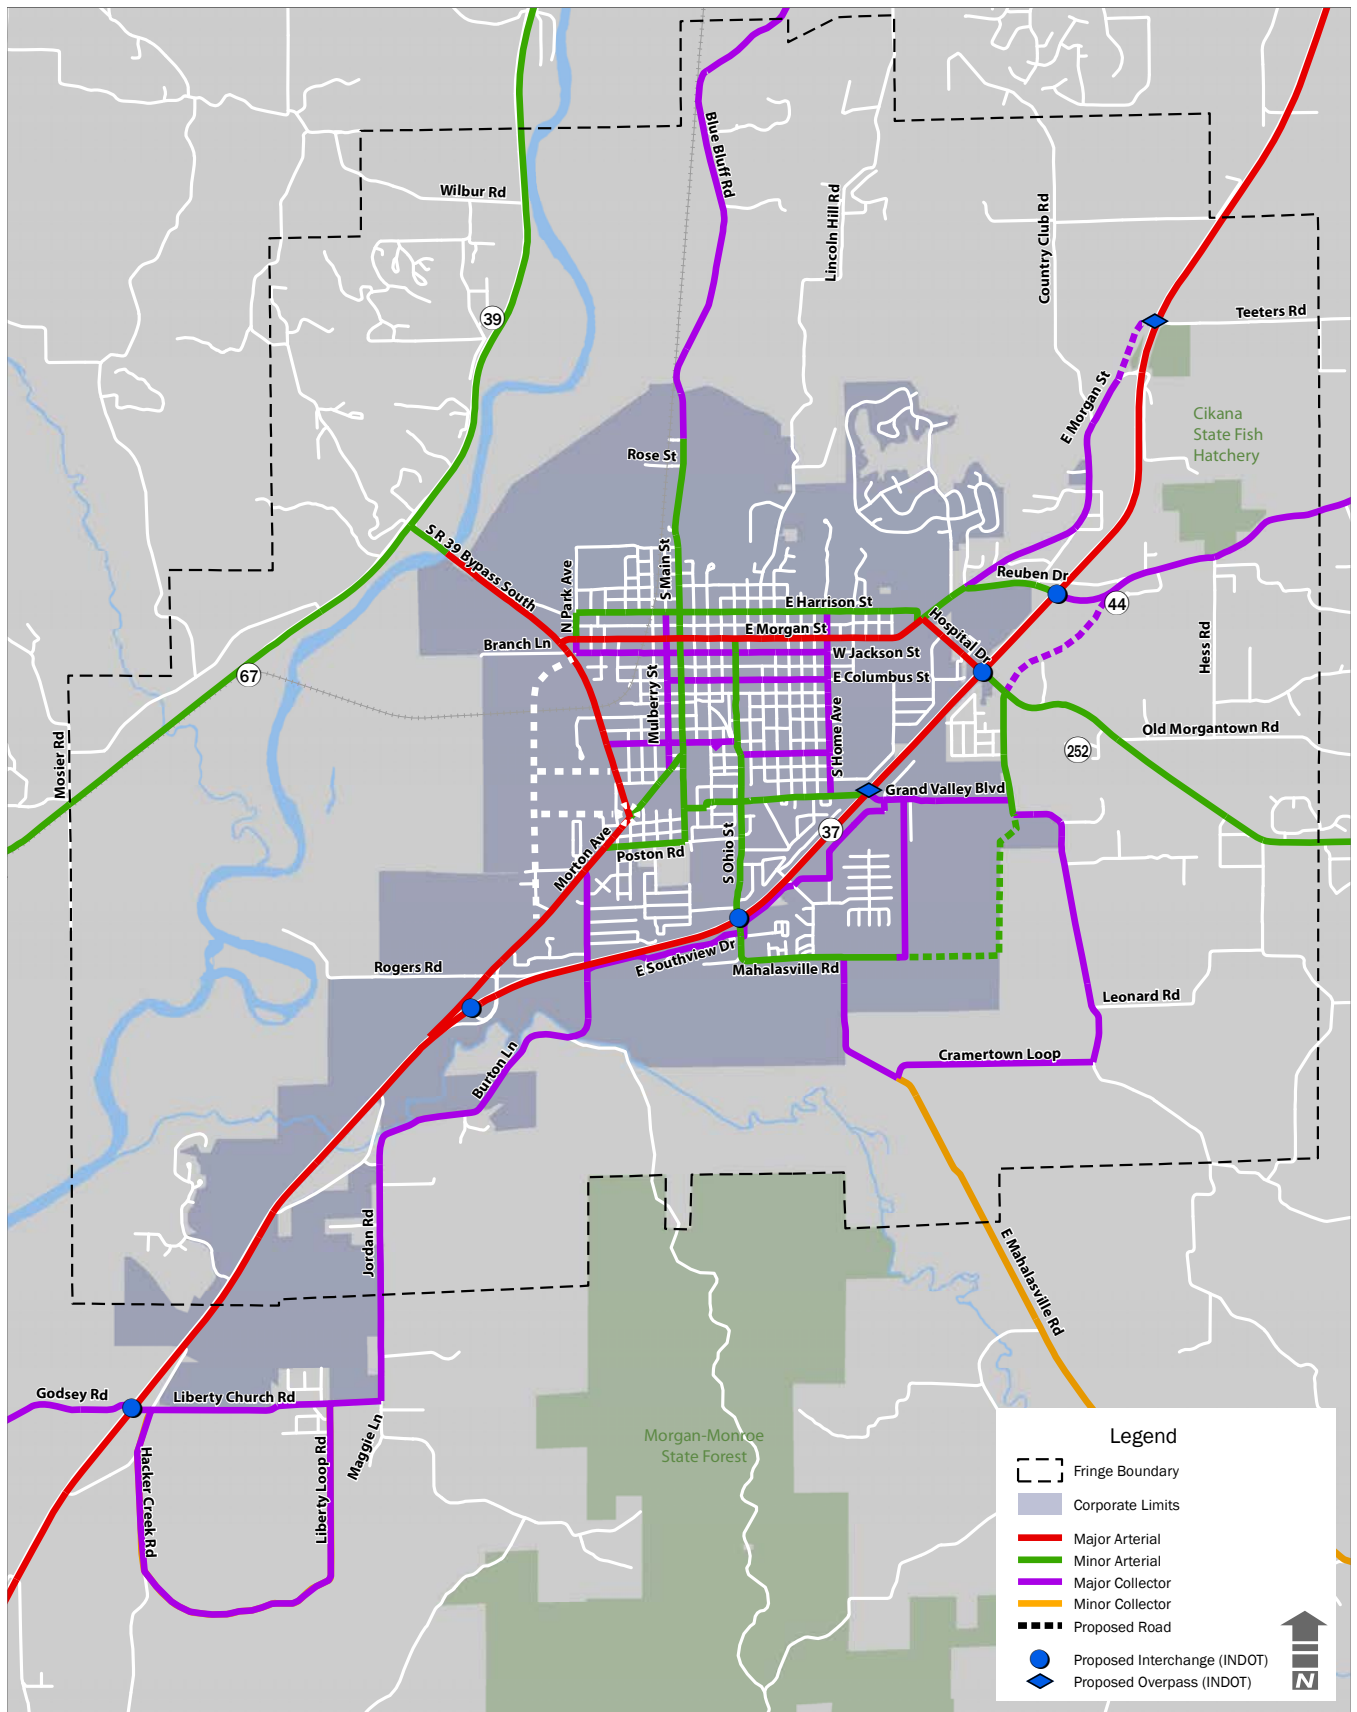 Blue Bluff Rd
Wilbur Rd
Lincoln Hill Rd
Country Club Rd
39
Teeters Rd
E Morgan St
Cikana
State Fish
Hatchery
Rose St
S R 39 Bypass South
S Main St
N Park Ave
Reuben Dr
44
E Harrison St
Hospital Dr
E Morgan St
Branch Ln
W Jackson St
Hess Rd
67
E Columbus St
Mulberry St
S Home Ave
Old Morgantown Rd
252
Mosier Rd
Grand Valley Blvd
37
Morton Ave
Poston Rd
S Ohio St
Rogers Rd
E Southview Dr
Mahalasville Rd
Leonard Rd
Burton Ln
Cramertown Loop
Jordan Rd
E Mahalasville Rd
Godsey Rd
Liberty Church Rd
Maggie Ln
Hacker Creek Rd
Liberty Loop Rd
Morgan-Monroe
State Forest
Legend
Fringe Boundary
Corporate Limits
Major Arterial
Minor Arterial
Major Collector
Minor Collector
Proposed Road
Proposed Interchange (INDOT)
Proposed Overpass (INDOT)
N